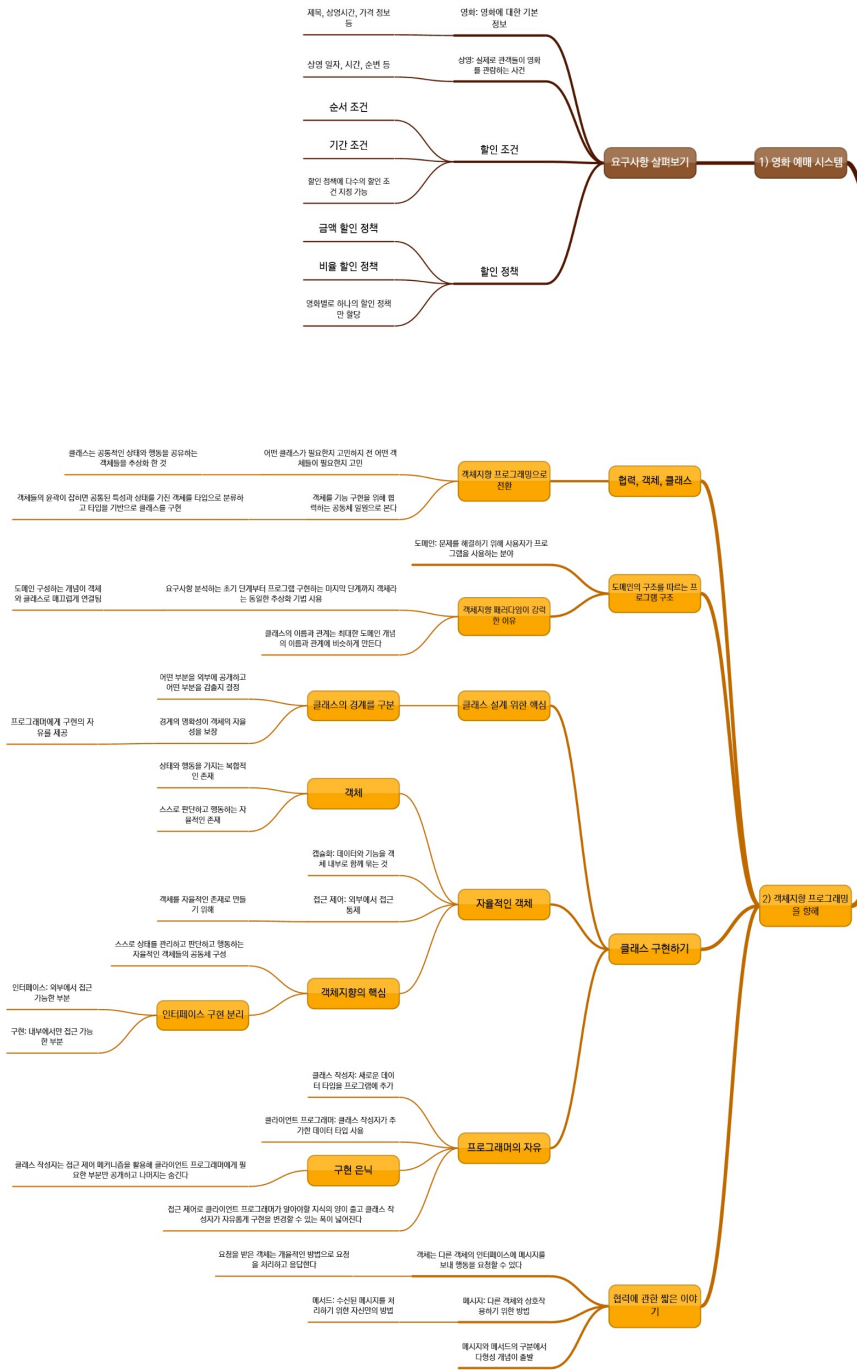 1) 영화 예매 시스템
요구사항 살펴보기
영화: 영화에 대한 기본
정보
제목, 상영시간, 가격 정보
등
상영: 실제로 관객들이 영화
를 관람하는 사건
상영 일자, 시간, 순번 등
할인 조건
순서 조건
기간 조건
할인 정책에 다수의 할인 조
건 지정 가능
할인 정책
금액 할인 정책
비율 할인 정책
영화별로 하나의 할인 정책
만 할당
2) 객체지향 프로그래밍
을 향해
협력, 객체, 클래스
객체지향 프로그래밍으로
전환
어떤 클래스가 필요한지 고민하지 전 어떤 객
체들이 필요한지 고민
클래스는 공통적인 상태와 행동을 공유하는
객체들을 추상화 한 것
객체를 기능 구현을 위해 협
력하는 공동체 일원으로 본다
객체들의 윤곽이 잡히면 공통된 특성과 상태를 가진 객체를 타입으로 분류하
고 타입을 기반으로 클래스를 구현
도메인의 구조를 따르는 프
로그램 구조
도메인: 문제를 해결하기 위해 사용자가 프로
그램을 사용하는 분야
객체지향 패러다임이 강력
한 이유
요구사항 분석하는 초기 단계부터 프로그램 구현하는 마지막 단계까지 객체라
는 동일한 추상화 기법 사용
도메인 구성하는 개념이 객체
와 클래스로 매끄럽게 연결됨
클래스의 이름과 관계는 최대한 도메인 개념
의 이름과 관계에 비슷하게 만든다
클래스 구현하기
클래스 설계 위한 핵심
클래스의 경계를 구분
어떤 부분을 외부에 공개하고
어떤 부분을 감출지 결정
경계의 명확성이 객체의 자율
성을 보장
프로그래머에게 구현의 자
유를 제공
자율적인 객체
객체
상태와 행동을 가지는 복합적
인 존재
스스로 판단하고 행동하는 자
율적인 존재
캡슐화: 데이터와 기능을 객
체 내부로 함께 묶는 것
접근 제어: 외부에서 접근
통제
객체를 자율적인 존재로 만들
기 위해
객체지향의 핵심
스스로 상태를 관리하고 판단하고 행동하는
자율적인 객체들의 공동체 구성
인터페이스 구현 분리
인터페이스: 외부에서 접근
가능한 부분
구현: 내부에서만 접근 가능
한 부분
프로그래머의 자유
클래스 작성자: 새로운 데이
터 타입을 프로그램에 추가
클라이언트 프로그래머: 클래스 작성자가 추
가한 데이터 타입 사용
구현 은닉
클래스 작성자는 접근 제어 메커니즘을 활용해 클라이언트 프로그래머에게 필
요한 부분만 공개하고 나머지는 숨긴다
접근 제어로 클라이언트 프로그래머가 알아야할 지식의 양이 줄고 클래스 작
성자가 자유롭게 구현을 변경할 수 있는 폭이 넓어진다
협력에 관한 짧은 이야
기
객체는 다른 객체의 인터페이스에 메시지를
보내 행동을 요청할 수 있다
요청을 받은 객체는 개율적인 방법으로 요청
을 처리하고 응답한다
메시지: 다른 객체와 상호작
용하기 위한 방법
메서드: 수신된 메시지를 처
리하기 위한 자신만의 방법
메시지와 메서드의 구분에서
다형성 개념이 출발